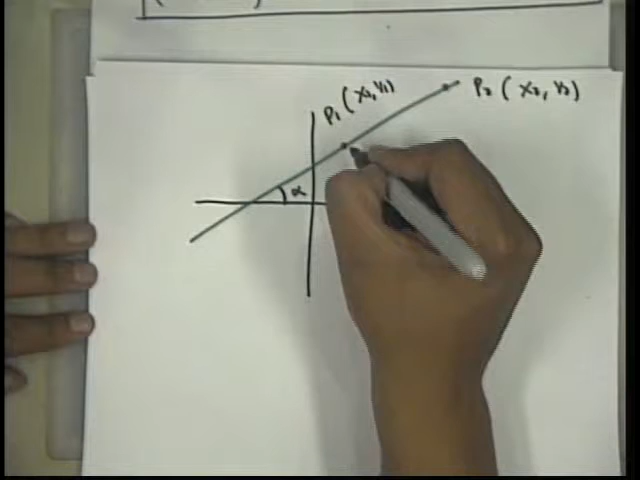 P₁ (x₁, y₁)
P₂ (x₂, y₂)
α